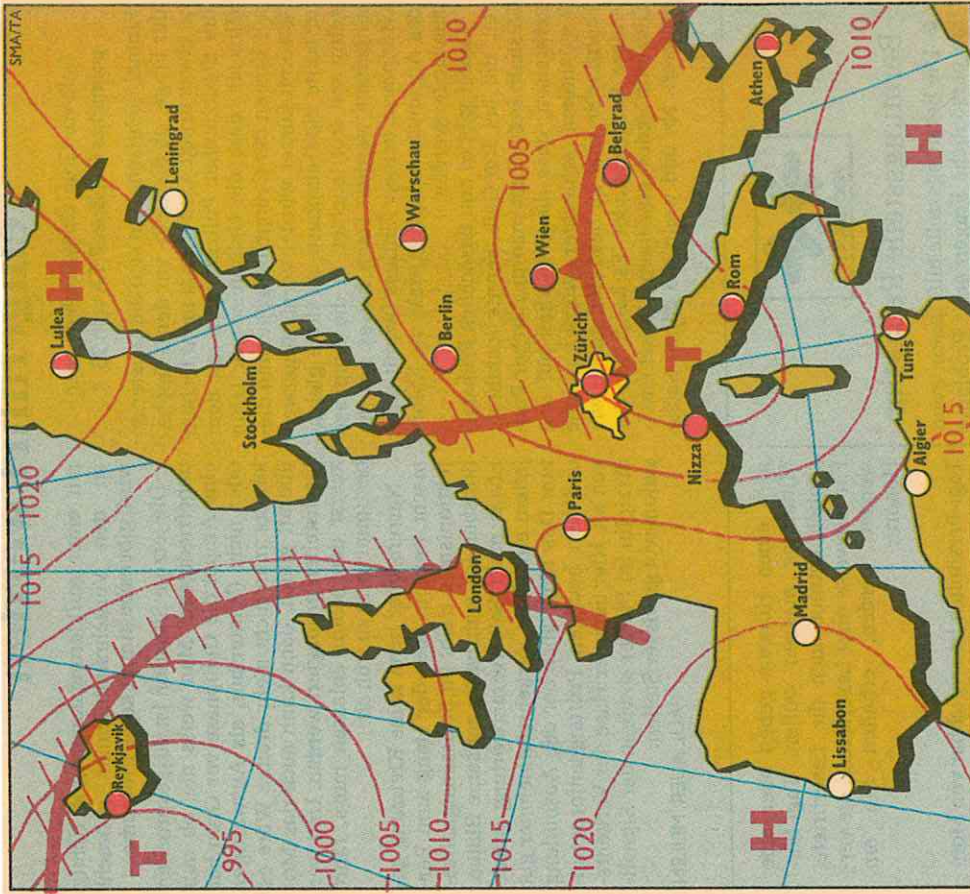 SMA/TA
1015
1020
Lulea
H
Reykjavik
T
Leningrad
995
Stockholm
1000
1005
Warschau
1010
Berlin
1010
London
1015
1005
Wien
1020
Paris
Zürich
Belgrad
T
Nizza
Rom
Athen
H
Madrid
Lissabon
1010
Tunis
Algier
H
1015